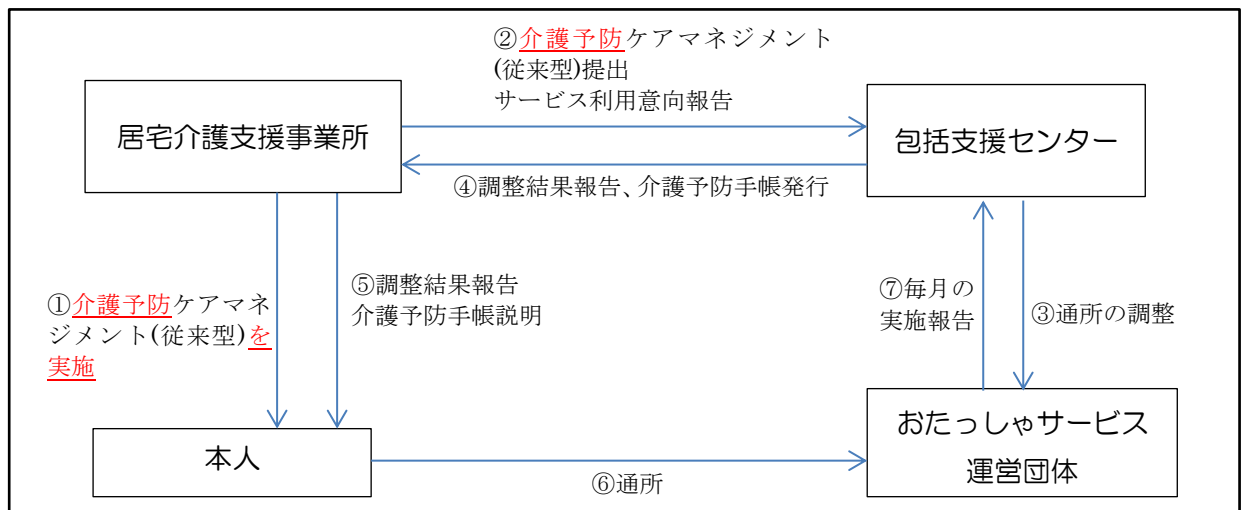 ②介護予防ケアマネジメント
(従来型)提出
サービス利用意向報告
居宅介護支援事業所
包括支援センター
④調整結果報告、介護予防手帳発行
①介護予防ケアマネ
ジメント(従来型)を
実施
⑤調整結果報告
介護予防手帳説明
⑦毎月の
実施報告
③通所の調整
本人
⑥通所
おたっしゃサービス
運営団体